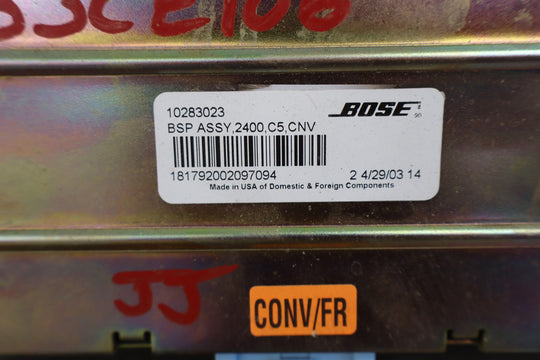 10283023
BOSE
BSP ASSY,2400,C5,CNV
181792002097094
2 4/29/03 14
Made in USA of Domestic & Foreign Components
JJ
CONV/FR